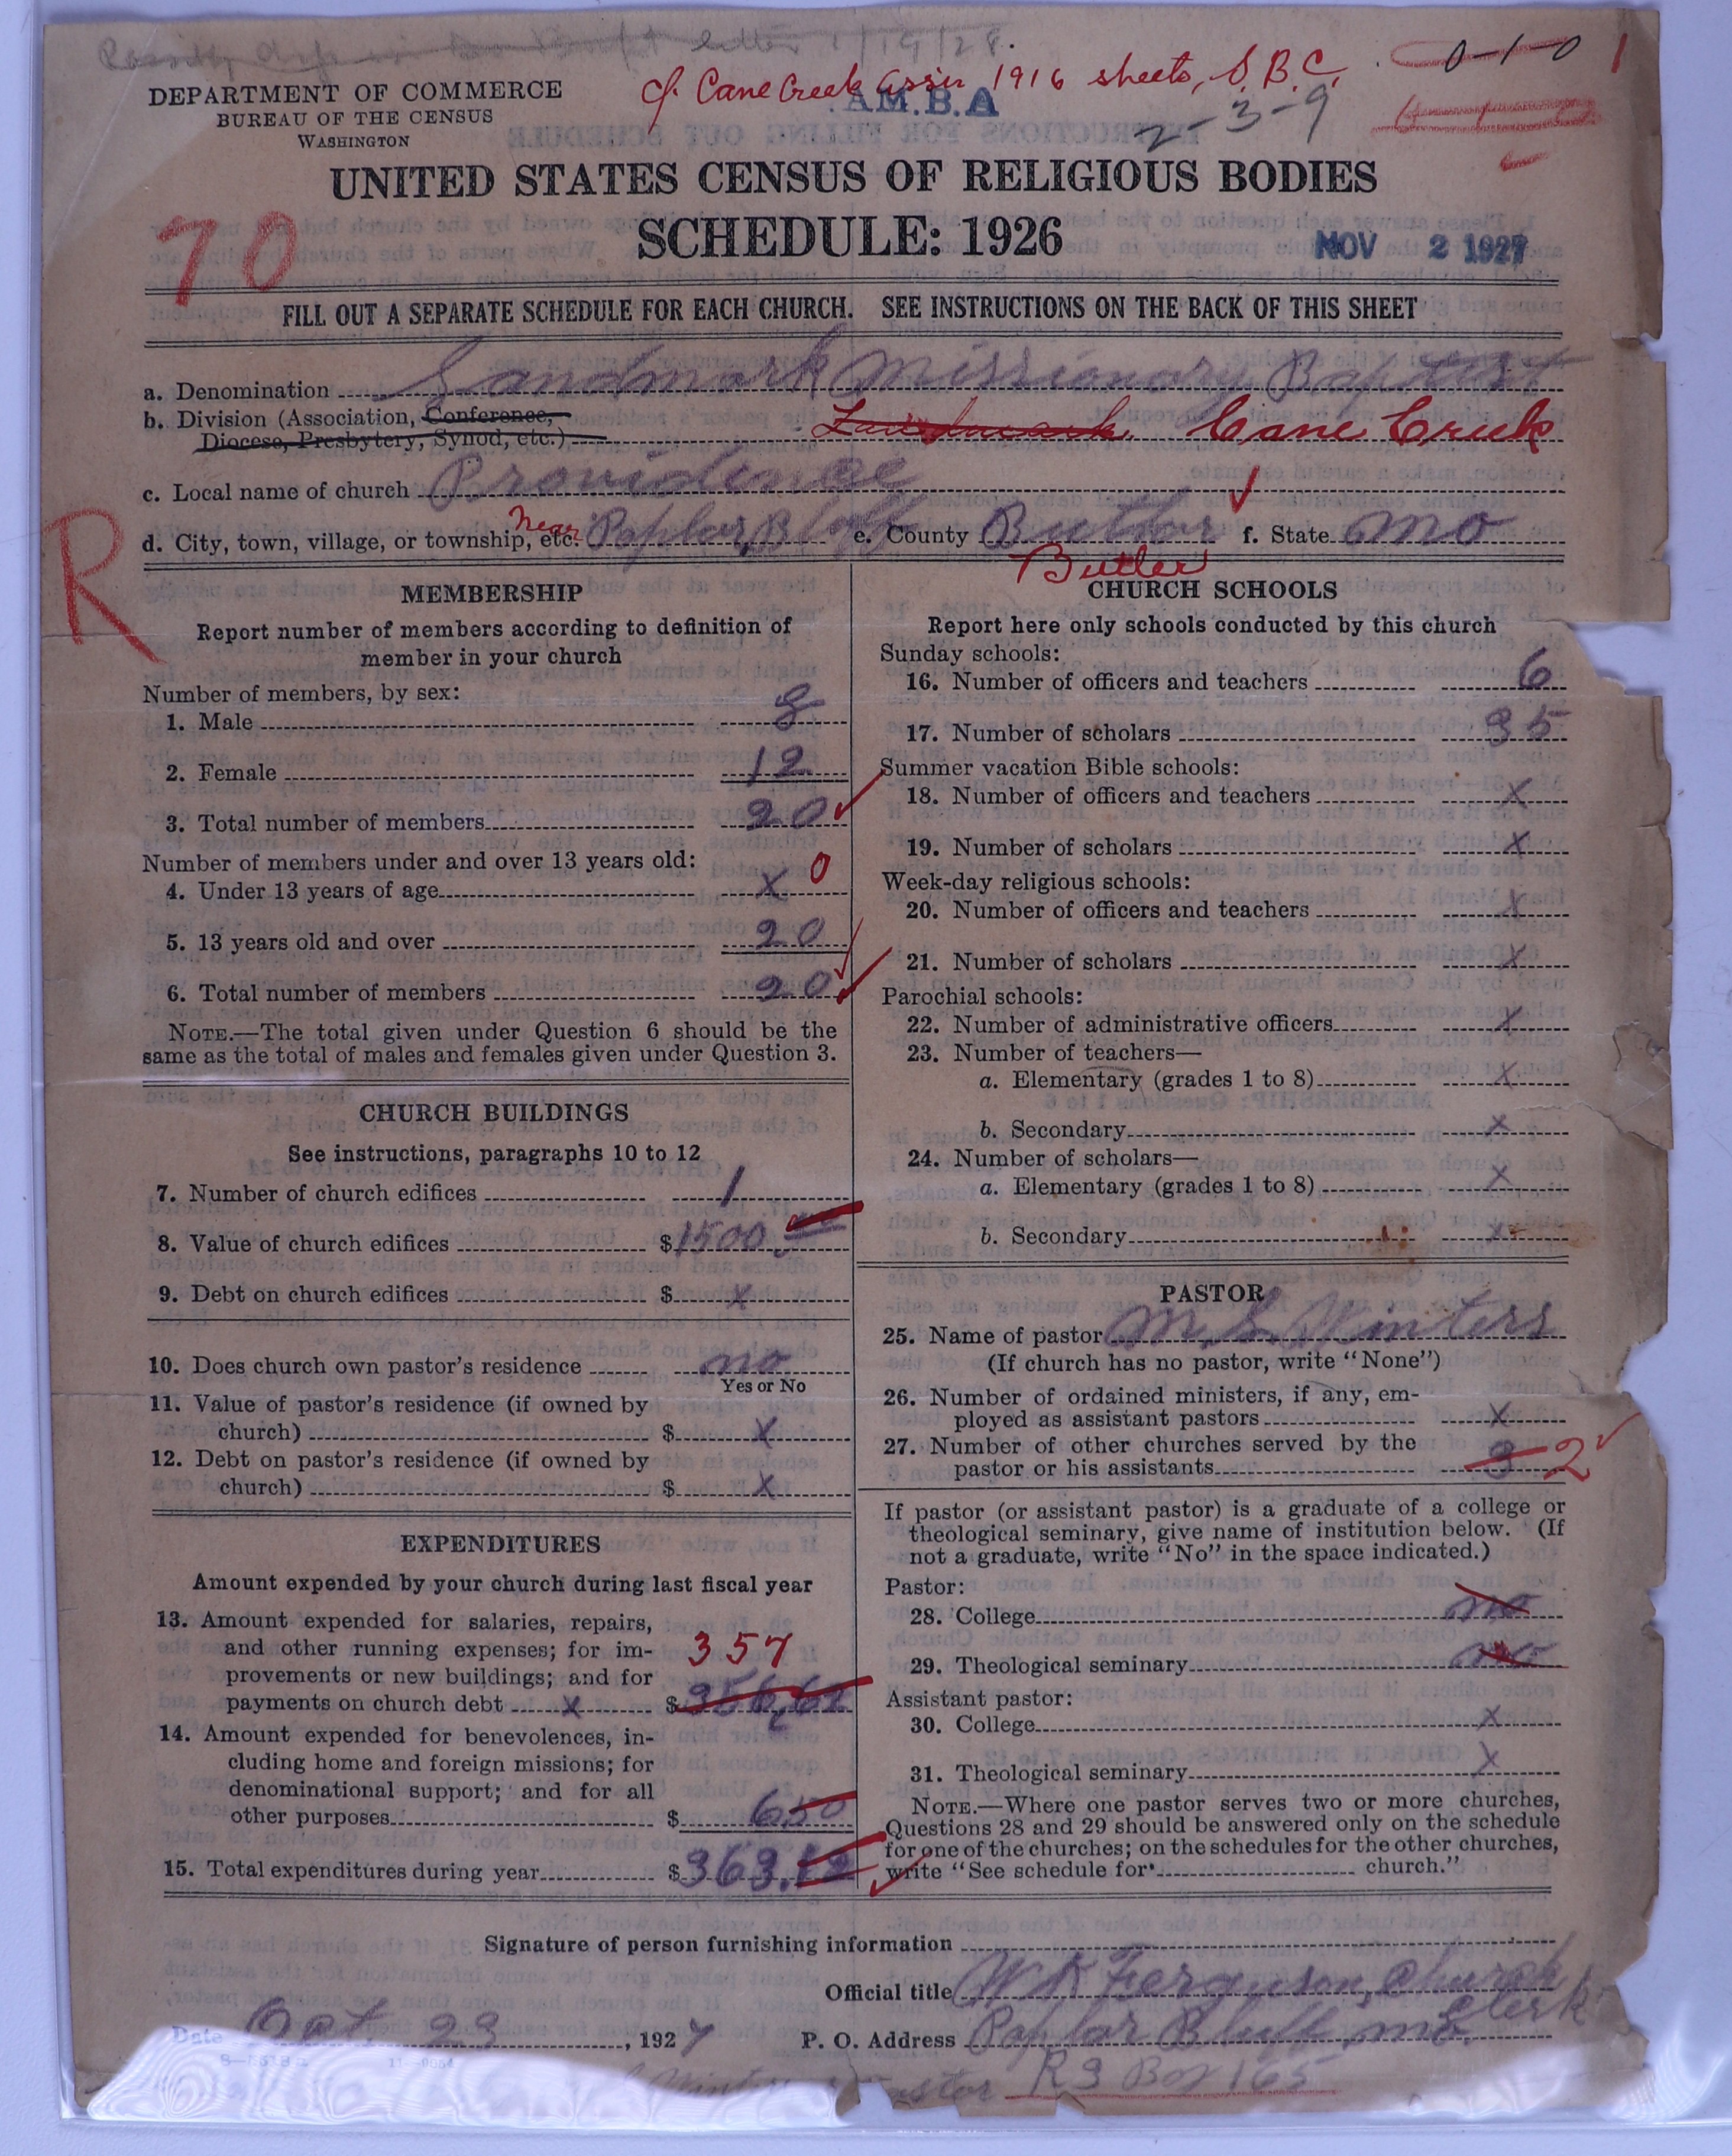 letter 1/19/28.
cf. Cane Creek Ass'n 1916 sheets, S.B.C. 0-1-0 1
A.M.B.A
2-3-9
DEPARTMENT OF COMMERCE
BUREAU OF THE CENSUS
WASHINGTON
UNITED STATES CENSUS OF RELIGIOUS BODIES
SCHEDULE: 1926
70
NOV 2 1927
FILL OUT A SEPARATE SCHEDULE FOR EACH CHURCH. SEE INSTRUCTIONS ON THE BACK OF THIS SHEET
a. Denomination Landmark Missionary Baptist
b. Division (Association, Conference,
Diocese, Presbytery, Synod, etc.) Landmark Cane Creek
c. Local name of church Providence
R
d. City, town, village, or township, etc. Near Poplar Bluff e. County Butler f. State Mo
Butler
MEMBERSHIP
Report number of members according to definition of
member in your church
Number of members, by sex:
1. Male 8
2. Female 12
3. Total number of members 20
Number of members under and over 13 years old:
4. Under 13 years of age X 0
5. 13 years old and over 20
6. Total number of members 20
NOTE.—The total given under Question 6 should be the
same as the total of males and females given under Question 3.
CHURCH BUILDINGS
See instructions, paragraphs 10 to 12
7. Number of church edifices 1
8. Value of church edifices $1500
9. Debt on church edifices $ X
10. Does church own pastor's residence no
Yes or No
11. Value of pastor's residence (if owned by
church) $ X
12. Debt on pastor's residence (if owned by
church) $ X
EXPENDITURES
Amount expended by your church during last fiscal year
13. Amount expended for salaries, repairs,
and other running expenses; for im-
357
provements or new buildings; and for
payments on church debt X $356,62
14. Amount expended for benevolences, in-
cluding home and foreign missions; for
denominational support; and for all
other purposes $ 6,50
15. Total expenditures during year $363.12
CHURCH SCHOOLS
Report here only schools conducted by this church
Sunday schools:
16. Number of officers and teachers 6
17. Number of scholars 35
Summer vacation Bible schools:
18. Number of officers and teachers X
19. Number of scholars X
Week-day religious schools:
20. Number of officers and teachers X
21. Number of scholars X
Parochial schools:
22. Number of administrative officers X
23. Number of teachers—
a. Elementary (grades 1 to 8) X
b. Secondary X
24. Number of scholars—
a. Elementary (grades 1 to 8) X
b. Secondary X
PASTOR
25. Name of pastor M. L. Winters
(If church has no pastor, write "None")
26. Number of ordained ministers, if any, em-
ployed as assistant pastors X
27. Number of other churches served by the
pastor or his assistants 3 2
If pastor (or assistant pastor) is a graduate of a college or
theological seminary, give name of institution below. (If
not a graduate, write "No" in the space indicated.)
Pastor:
28. College no
29. Theological seminary no
Assistant pastor:
30. College X
31. Theological seminary X
NOTE.—Where one pastor serves two or more churches,
Questions 28 and 29 should be answered only on the schedule
for one of the churches; on the schedules for the other churches,
write "See schedule for church."
Signature of person furnishing information
Official title W K Ferguson, Church
Clerk
Date Oct. 23, 1927 P. O. Address Poplar Bluff, Mo.
R3 Box 165